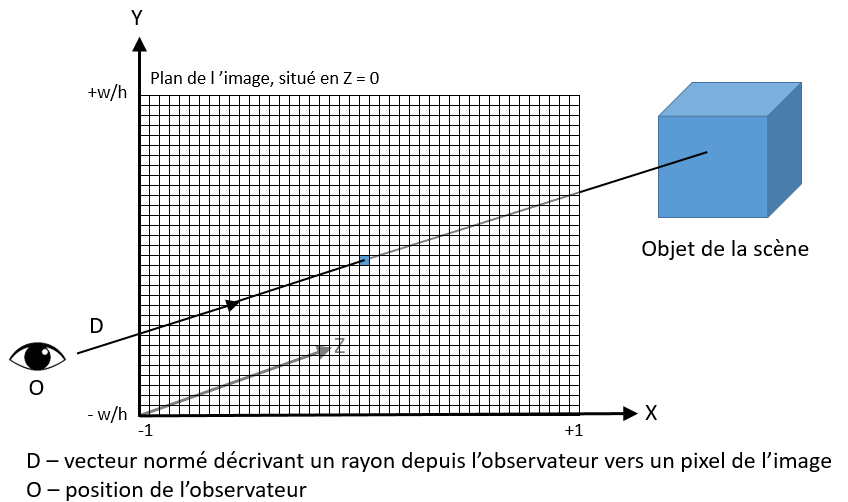 Y
Plan de l ’image, situé en Z = 0
+w/h
Objet de la scène
D
Z
O
- w/h
X
-1
+1
D – vecteur normé décrivant un rayon depuis l’observateur vers un pixel de l’image
O – position de l’observateur